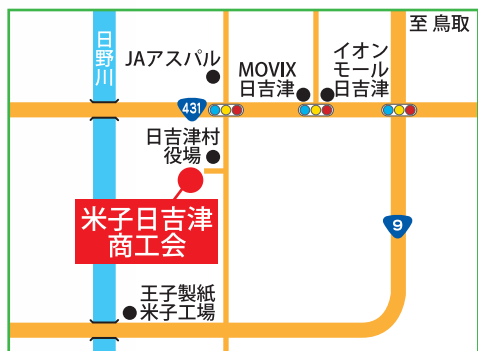 至 鳥取
日野川
JAアスパル
MOVIX
日吉津
イオン
モール
日吉津
431
日吉津村
役場
米子日吉津
商工会
9
王子製紙
米子工場